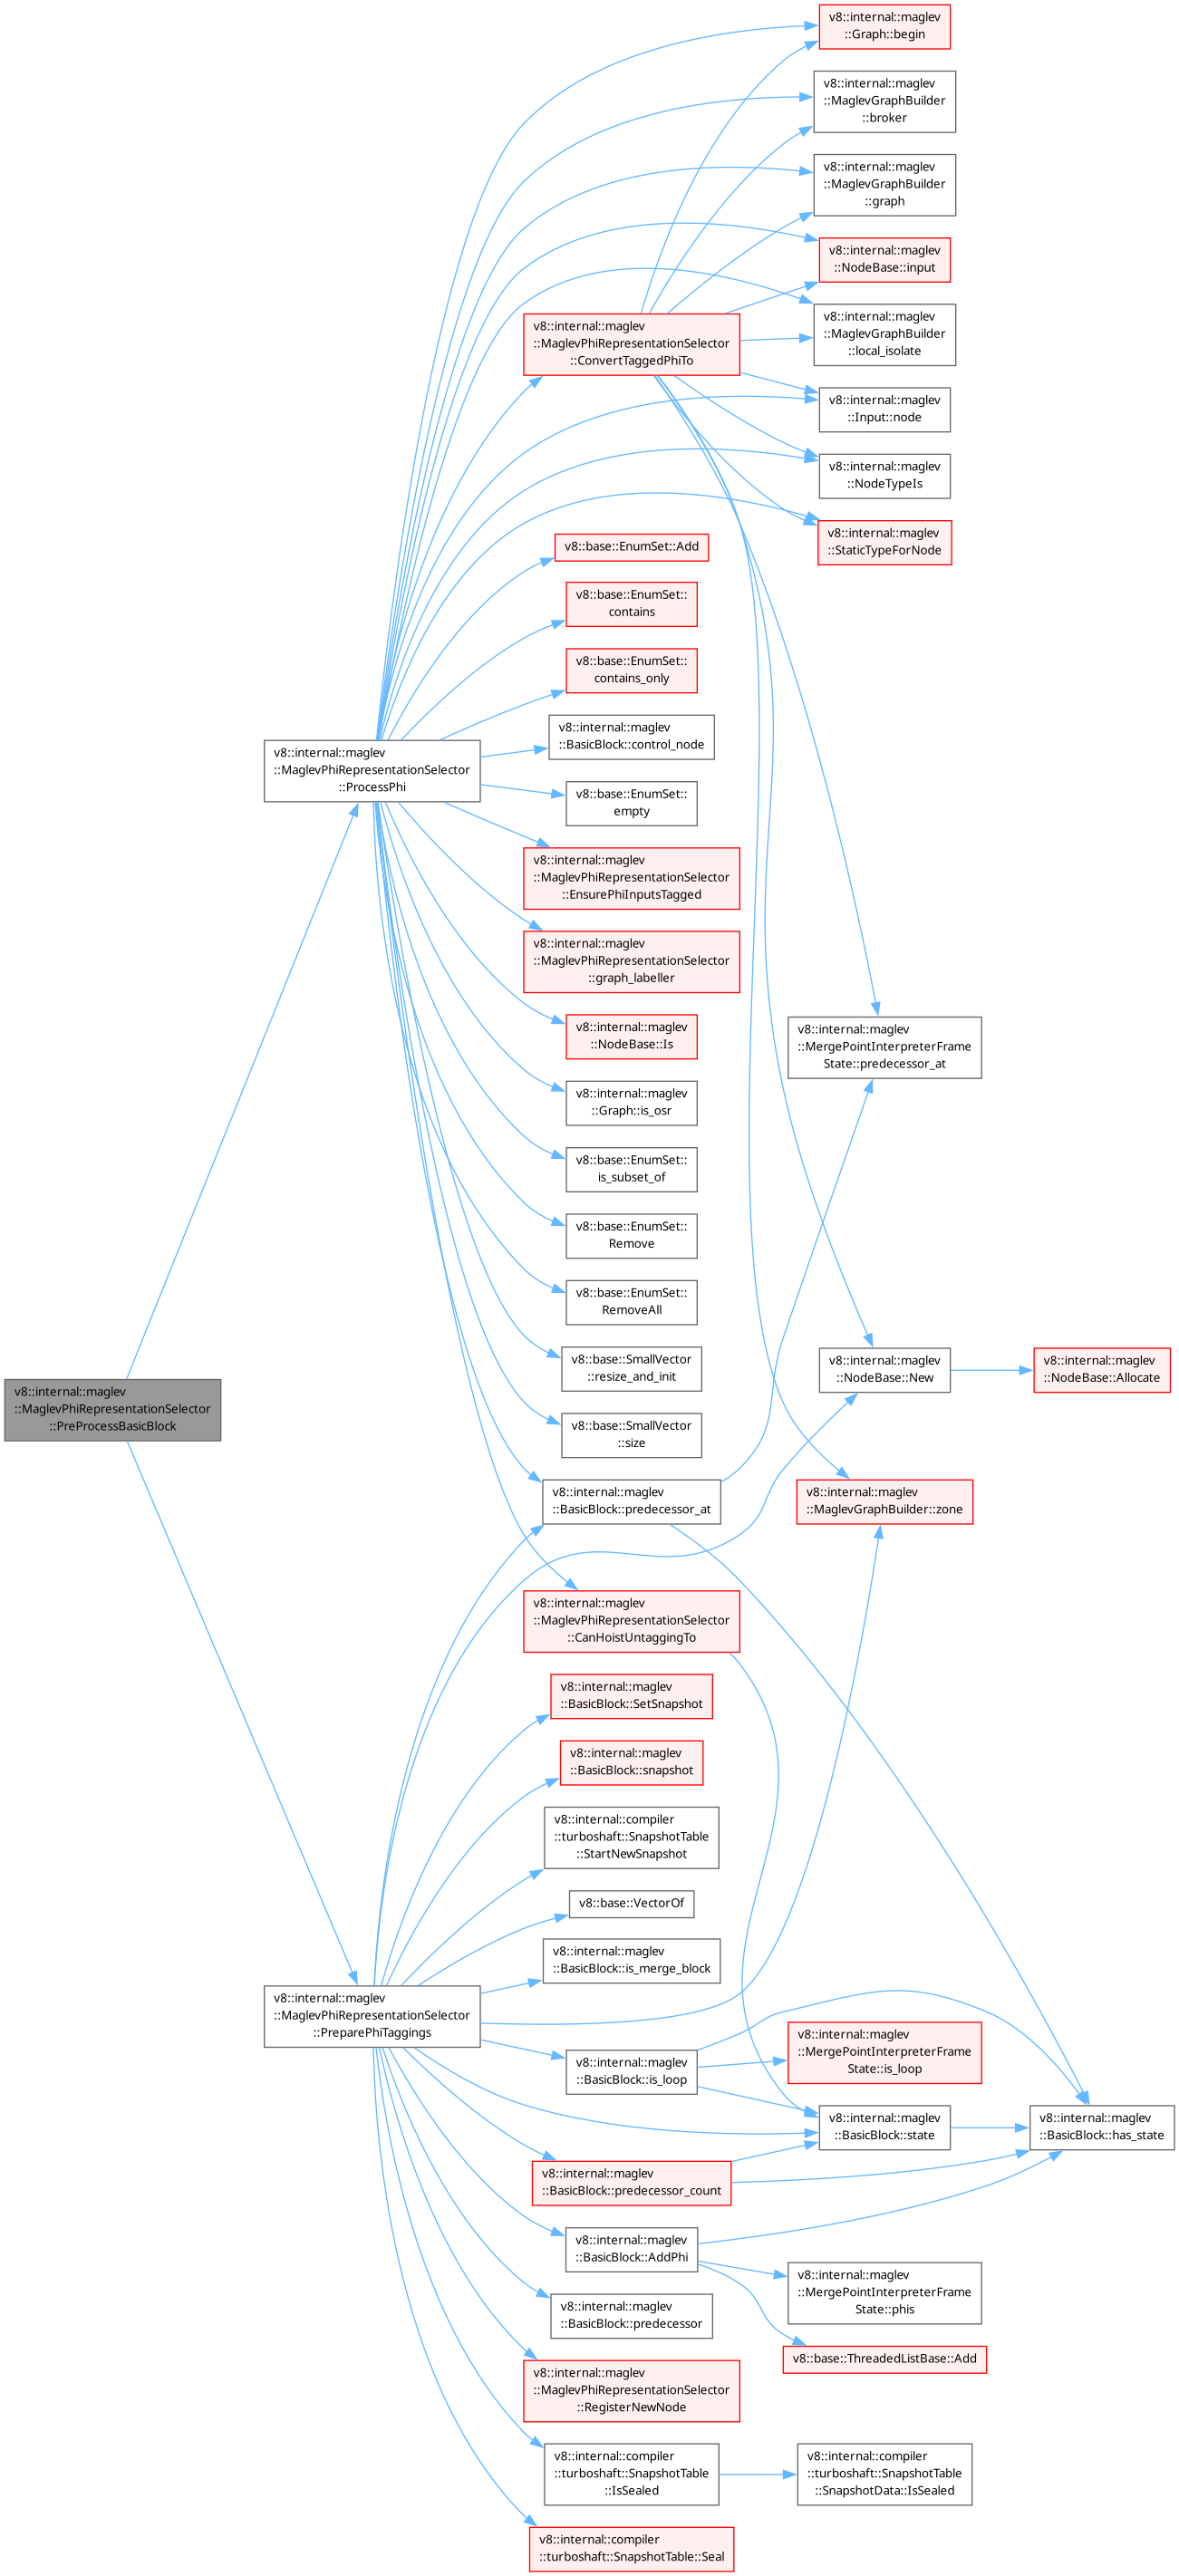 v8::internal::maglev
::MaglevPhiRepresentationSelector
::PreProcessBasicBlock
v8::internal::maglev
::MaglevPhiRepresentationSelector
::ProcessPhi
v8::internal::maglev
::MaglevPhiRepresentationSelector
::PreparePhiTaggings
v8::internal::maglev
::MaglevPhiRepresentationSelector
::ConvertTaggedPhiTo
v8::base::EnumSet::Add
v8::base::EnumSet::
contains
v8::base::EnumSet::
contains_only
v8::internal::maglev
::BasicBlock::control_node
v8::base::EnumSet::
empty
v8::internal::maglev
::MaglevPhiRepresentationSelector
::EnsurePhiInputsTagged
v8::internal::maglev
::MaglevPhiRepresentationSelector
::graph_labeller
v8::internal::maglev
::NodeBase::Is
v8::internal::maglev
::Graph::is_osr
v8::base::EnumSet::
is_subset_of
v8::base::EnumSet::
Remove
v8::base::EnumSet::
RemoveAll
v8::base::SmallVector
::resize_and_init
v8::base::SmallVector
::size
v8::internal::maglev
::BasicBlock::predecessor_at
v8::internal::maglev
::MaglevPhiRepresentationSelector
::CanHoistUntaggingTo
v8::internal::maglev
::BasicBlock::SetSnapshot
v8::internal::maglev
::BasicBlock::snapshot
v8::internal::compiler
::turboshaft::SnapshotTable
::StartNewSnapshot
v8::base::VectorOf
v8::internal::maglev
::BasicBlock::is_merge_block
v8::internal::maglev
::BasicBlock::is_loop
v8::internal::maglev
::BasicBlock::predecessor_count
v8::internal::maglev
::BasicBlock::AddPhi
v8::internal::maglev
::BasicBlock::predecessor
v8::internal::maglev
::MaglevPhiRepresentationSelector
::RegisterNewNode
v8::internal::compiler
::turboshaft::SnapshotTable
::IsSealed
v8::internal::compiler
::turboshaft::SnapshotTable::Seal
v8::internal::maglev
::Graph::begin
v8::internal::maglev
::MaglevGraphBuilder
::broker
v8::internal::maglev
::MaglevGraphBuilder
::graph
v8::internal::maglev
::NodeBase::input
v8::internal::maglev
::MaglevGraphBuilder
::local_isolate
v8::internal::maglev
::Input::node
v8::internal::maglev
::NodeTypeIs
v8::internal::maglev
::StaticTypeForNode
v8::internal::maglev
::MergePointInterpreterFrame
State::predecessor_at
v8::internal::maglev
::NodeBase::New
v8::internal::maglev
::MaglevGraphBuilder::zone
v8::internal::maglev
::MergePointInterpreterFrame
State::is_loop
v8::internal::maglev
::BasicBlock::state
v8::internal::maglev
::MergePointInterpreterFrame
State::phis
v8::base::ThreadedListBase::Add
v8::internal::compiler
::turboshaft::SnapshotTable
::SnapshotData::IsSealed
v8::internal::maglev
::NodeBase::Allocate
v8::internal::maglev
::BasicBlock::has_state